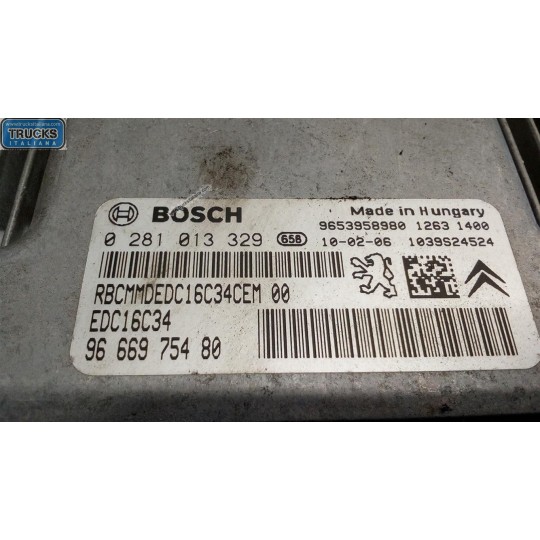 TRUCKS
ITALIANA
BOSCH
Made in Hungary
0 281 013 329 658
9653958980 1263 1400
10-02-06 1039S24524
RBCMMDEDC16C34CEM 00
EDC16C34
96 669 754 80